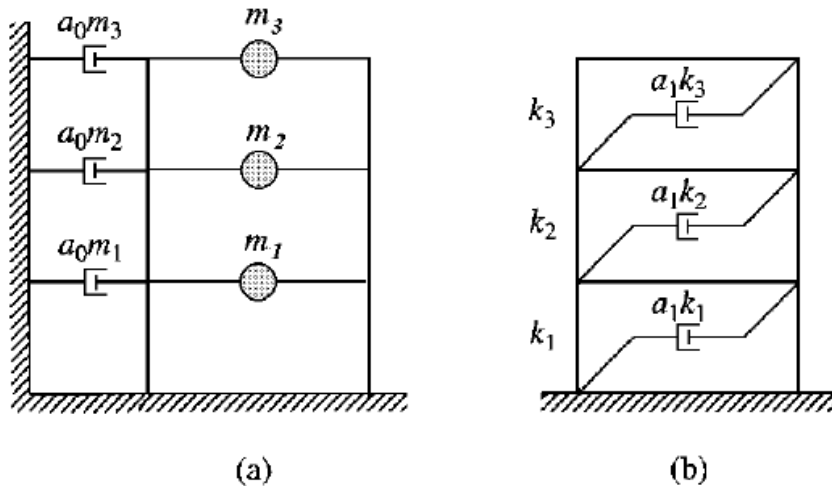 a₀m₃
m₃
a₀m₂
m₂
a₀m₁
m₁
(a)
a₁k₃
k₃
a₁k₂
k₂
a₁k₁
k₁
(b)